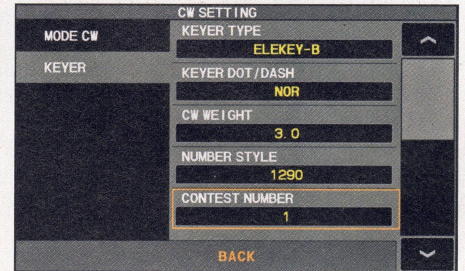 CW SETTING
MODE CW
KEYER
KEYER TYPE
ELEKEY-B
KEYER DOT/DASH
NOR
CW WEIGHT
3.0
NUMBER STYLE
1290
CONTEST NUMBER
1
BACK